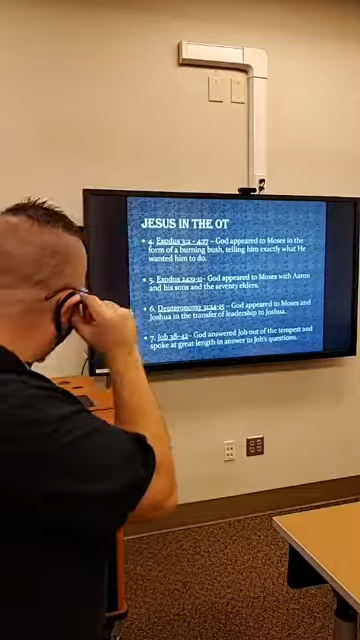 JESUS IN THE OT
• 4. Exodus 3:2 - 4:17 – God appeared to Moses in the
form of a burning bush, telling him exactly what He
wanted him to do.
• 5. Exodus 24:9-11– God appeared to Moses with Aaron
and his sons and the seventy elders.
• 6. Deuteronomy 31:14-15 – God appeared to Moses and
Joshua in the transfer of leadership to Joshua.
• 7. Job 38-42– God answered Job out of the tempest and
spoke at great length in answer to Job's questions.